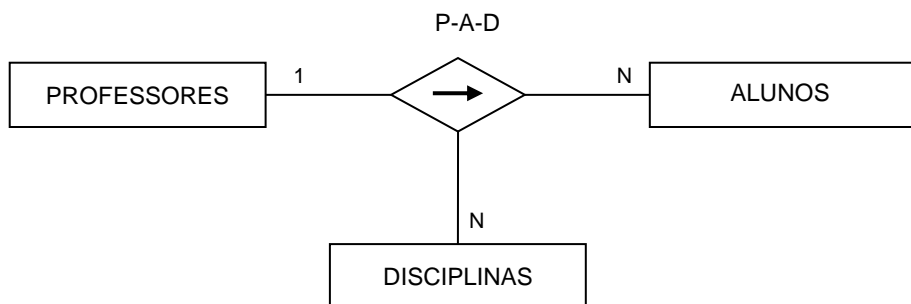 P-A-D
PROFESSORES
1
N
ALUNOS
N
DISCIPLINAS